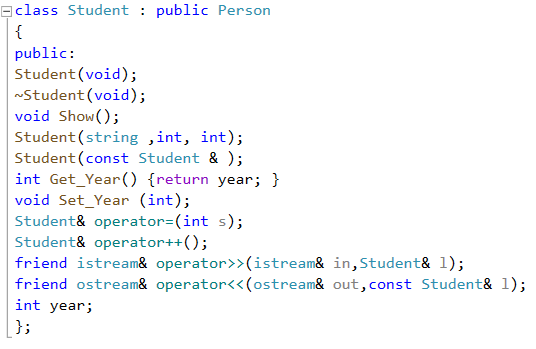 class Student : public Person
{
public:
Student(void);
~Student(void);
void Show();
Student(string ,int, int);
Student(const Student & );
int Get_Year() {return year; }
void Set_Year (int);
Student& operator=(int s);
Student& operator++();
friend istream& operator>>(istream& in,Student& l);
friend ostream& operator<<(ostream& out,const Student& l);
int year;
};